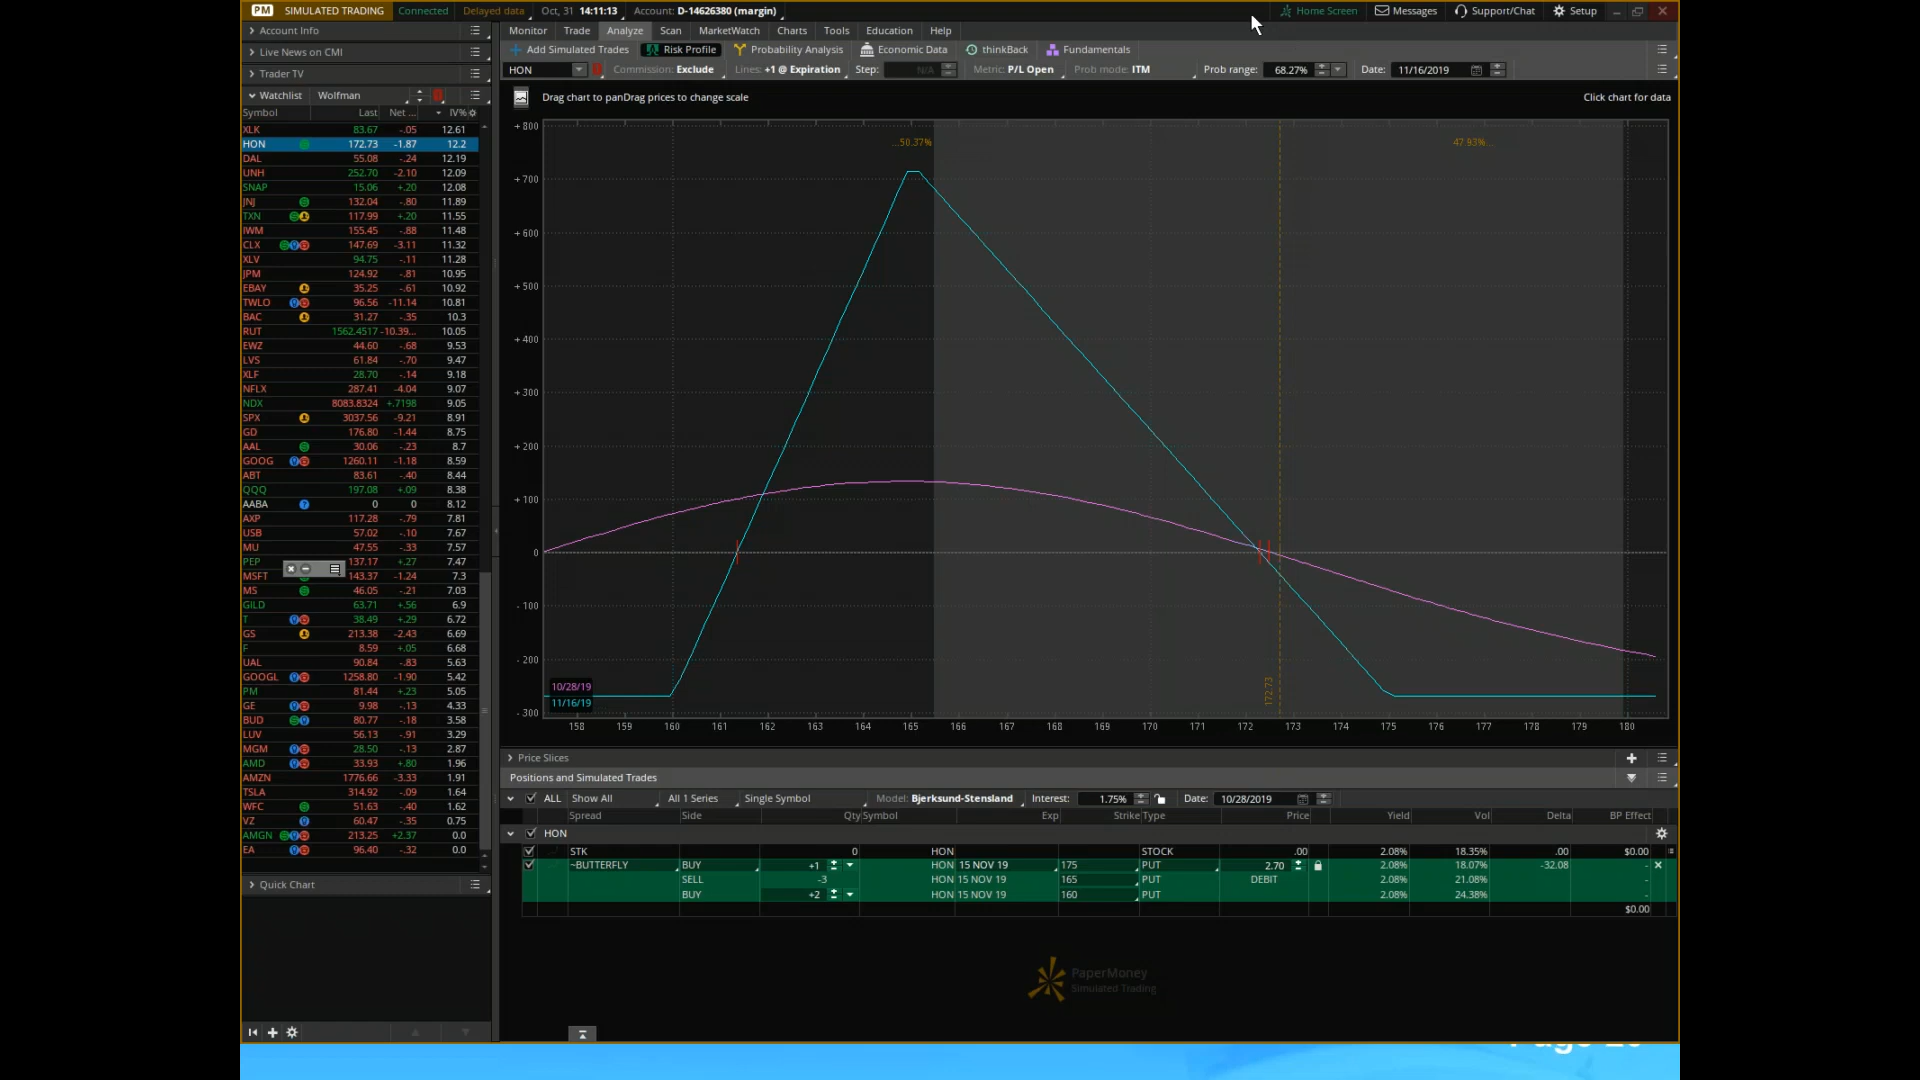 PM SIMULATED TRADING Connected Delayed data Oct, 31 14:11:13 Account: D-14626380 (margin) Home Screen Messages Support/Chat Setup
Account Info
Live News on CMI
Trader TV
Watchlist Wolfman
Symbol Last Net ... IV%
XLK 83.67 -.05 12.61
HON 172.73 -1.87 12.2
DAL 55.08 -.24 12.19
UNH 252.70 -2.10 12.09
SNAP 15.06 +.20 12.08
JNJ 132.04 -.80 11.89
TXN 117.99 +.20 11.55
IWM 155.45 -.88 11.48
CLX 147.69 -3.11 11.32
XLV 94.75 -.11 11.28
JPM 124.92 -.81 10.95
EBAY 35.25 -.61 10.92
TWLO 96.56 -11.14 10.81
BAC 31.27 -.35 10.3
RUT 1562.4517 -10.39... 10.05
EWZ 44.60 -.68 9.53
LVS 61.84 -.70 9.47
XLF 28.70 -.14 9.18
NFLX 287.41 -4.04 9.07
NDX 8083.8324 +.7198 9.05
SPX 3037.56 -9.21 8.91
GD 176.80 -1.44 8.75
AAL 30.06 -.23 8.7
GOOG 1260.11 -1.18 8.59
ABT 83.61 -.40 8.44
QQQ 197.08 +.09 8.38
AABA 0 0 8.12
AXP 117.28 -.79 7.81
USB 57.02 -.10 7.67
MU 47.55 -.33 7.57
PEP 137.17 +.27 7.47
MSFT 143.37 -1.24 7.3
MS 46.05 -.21 7.03
GILD 63.71 +.56 6.9
T 38.49 +.29 6.72
GS 213.38 -2.43 6.69
F 8.59 +.05 6.68
UAL 90.84 -.83 5.63
GOOGL 1258.80 -1.90 5.42
PM 81.44 +.23 5.05
GE 9.98 -.13 4.33
BUD 80.77 -.18 3.58
LUV 56.13 -.91 3.29
MGM 28.50 -.13 2.87
AMD 33.93 +.80 1.96
AMZN 1776.66 -3.33 1.91
TSLA 314.92 -.09 1.64
WFC 51.63 -.40 1.62
VZ 60.47 -.35 0.75
AMGN 213.25 +2.37 0.0
EA 96.40 -.32 0.0
Quick Chart
Monitor Trade Analyze Scan MarketWatch Charts Tools Education Help
Add Simulated Trades Risk Profile Probability Analysis Economic Data thinkBack Fundamentals
HON Commission: Exclude Lines: +1 @ Expiration Step: N/A Metric: P/L Open Prob mode: ITM Prob range: 68.27% Date: 11/16/2019
Drag chart to panDrag prices to change scale Click chart for data
+800
...50.37% 47.93%...
+700
+600
+500
+400
+300
+200
+100
0
-100
-200
-300
10/28/19
11/16/19
172.73
158 159 160 161 162 163 164 165 166 167 168 169 170 171 172 173 174 175 176 177 178 179 180
Price Slices
Positions and Simulated Trades
ALL Show All All 1 Series Single Symbol Model: Bjerksund-Stensland Interest: 1.75% Date: 10/28/2019
Spread Side Qty Symbol Exp Strike Type Price Yield Vol Delta BP Effect
HON
STK 0 HON STOCK .00 2.08% 18.35% .00 $0.00
~BUTTERFLY BUY +1 HON 15 NOV 19 175 PUT 2.70 2.08% 18.07% -32.08 -
SELL -3 HON 15 NOV 19 165 PUT DEBIT 2.08% 21.08% -
BUY +2 HON 15 NOV 19 160 PUT 2.08% 24.38% -
$0.00
PaperMoney
Simulated Trading